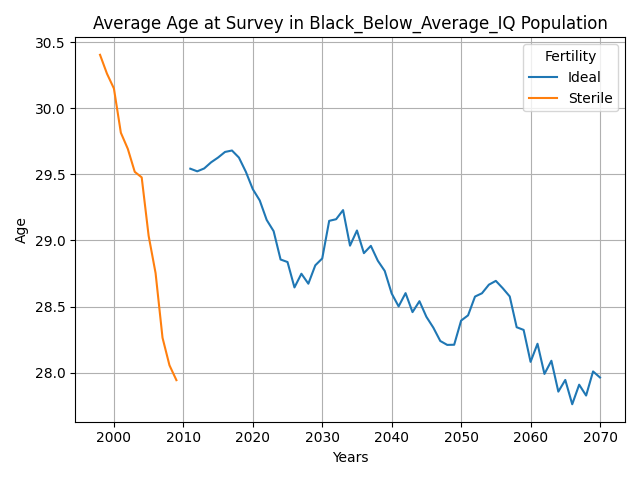 Average Age at Survey in Black_Below_Average_IQ Population
30.5
30.0
29.5
29.0
28.5
28.0
Age
Fertility
Ideal
Sterile
2000 2010 2020 2030 2040 2050 2060 2070
Years